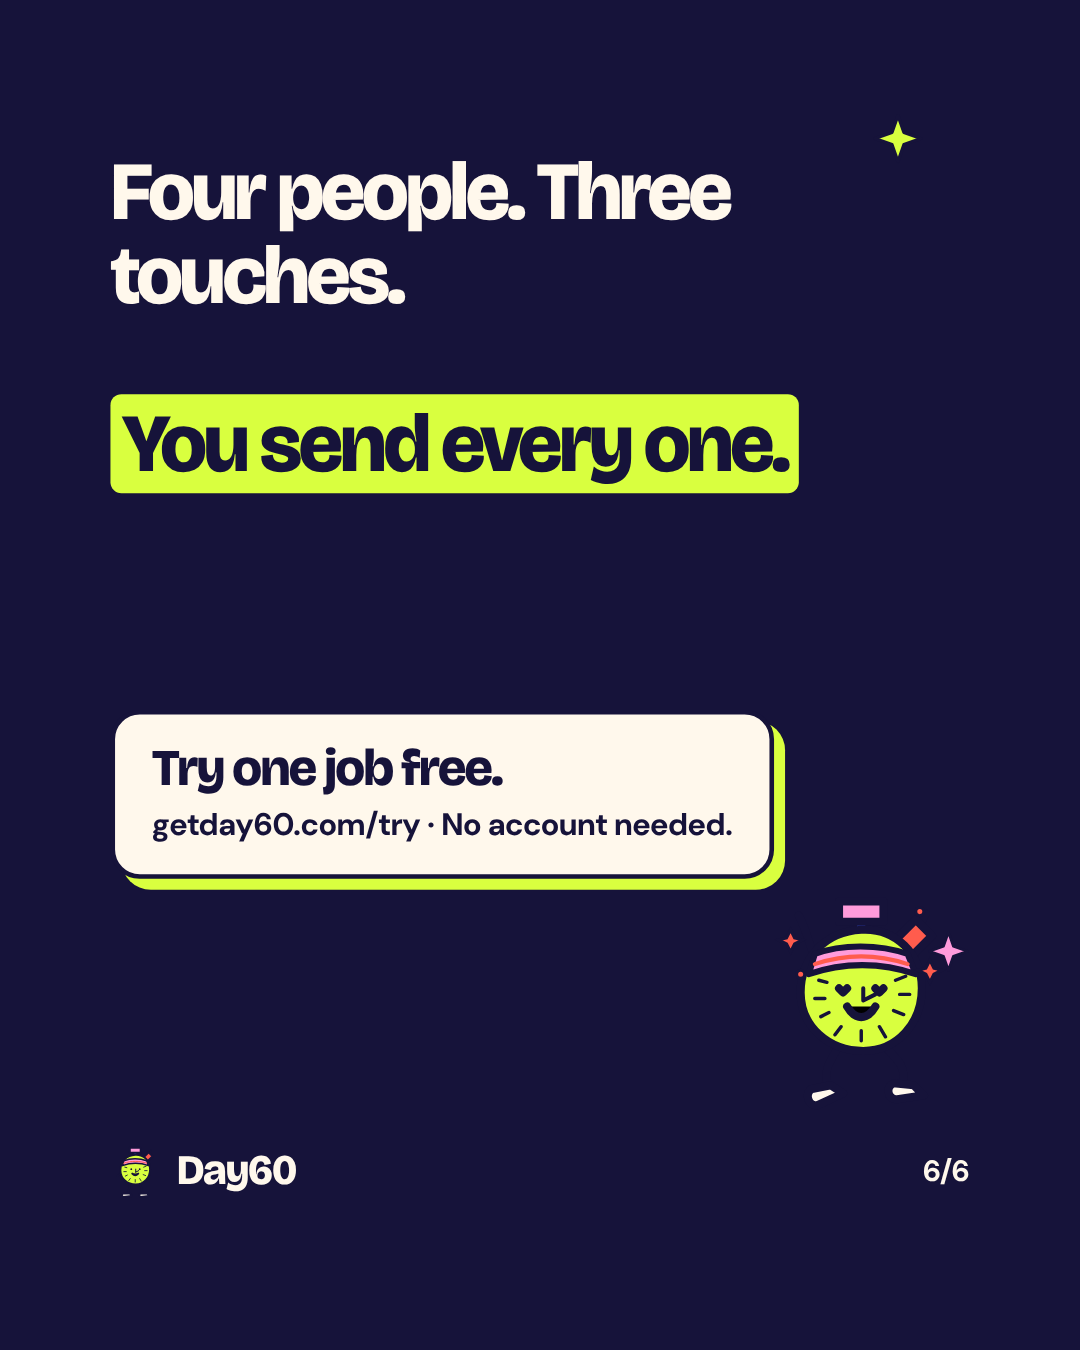 Four people. Three
touches.
You send every one.
Try one job free.
getday60.com/try · No account needed.
Day60
6/6